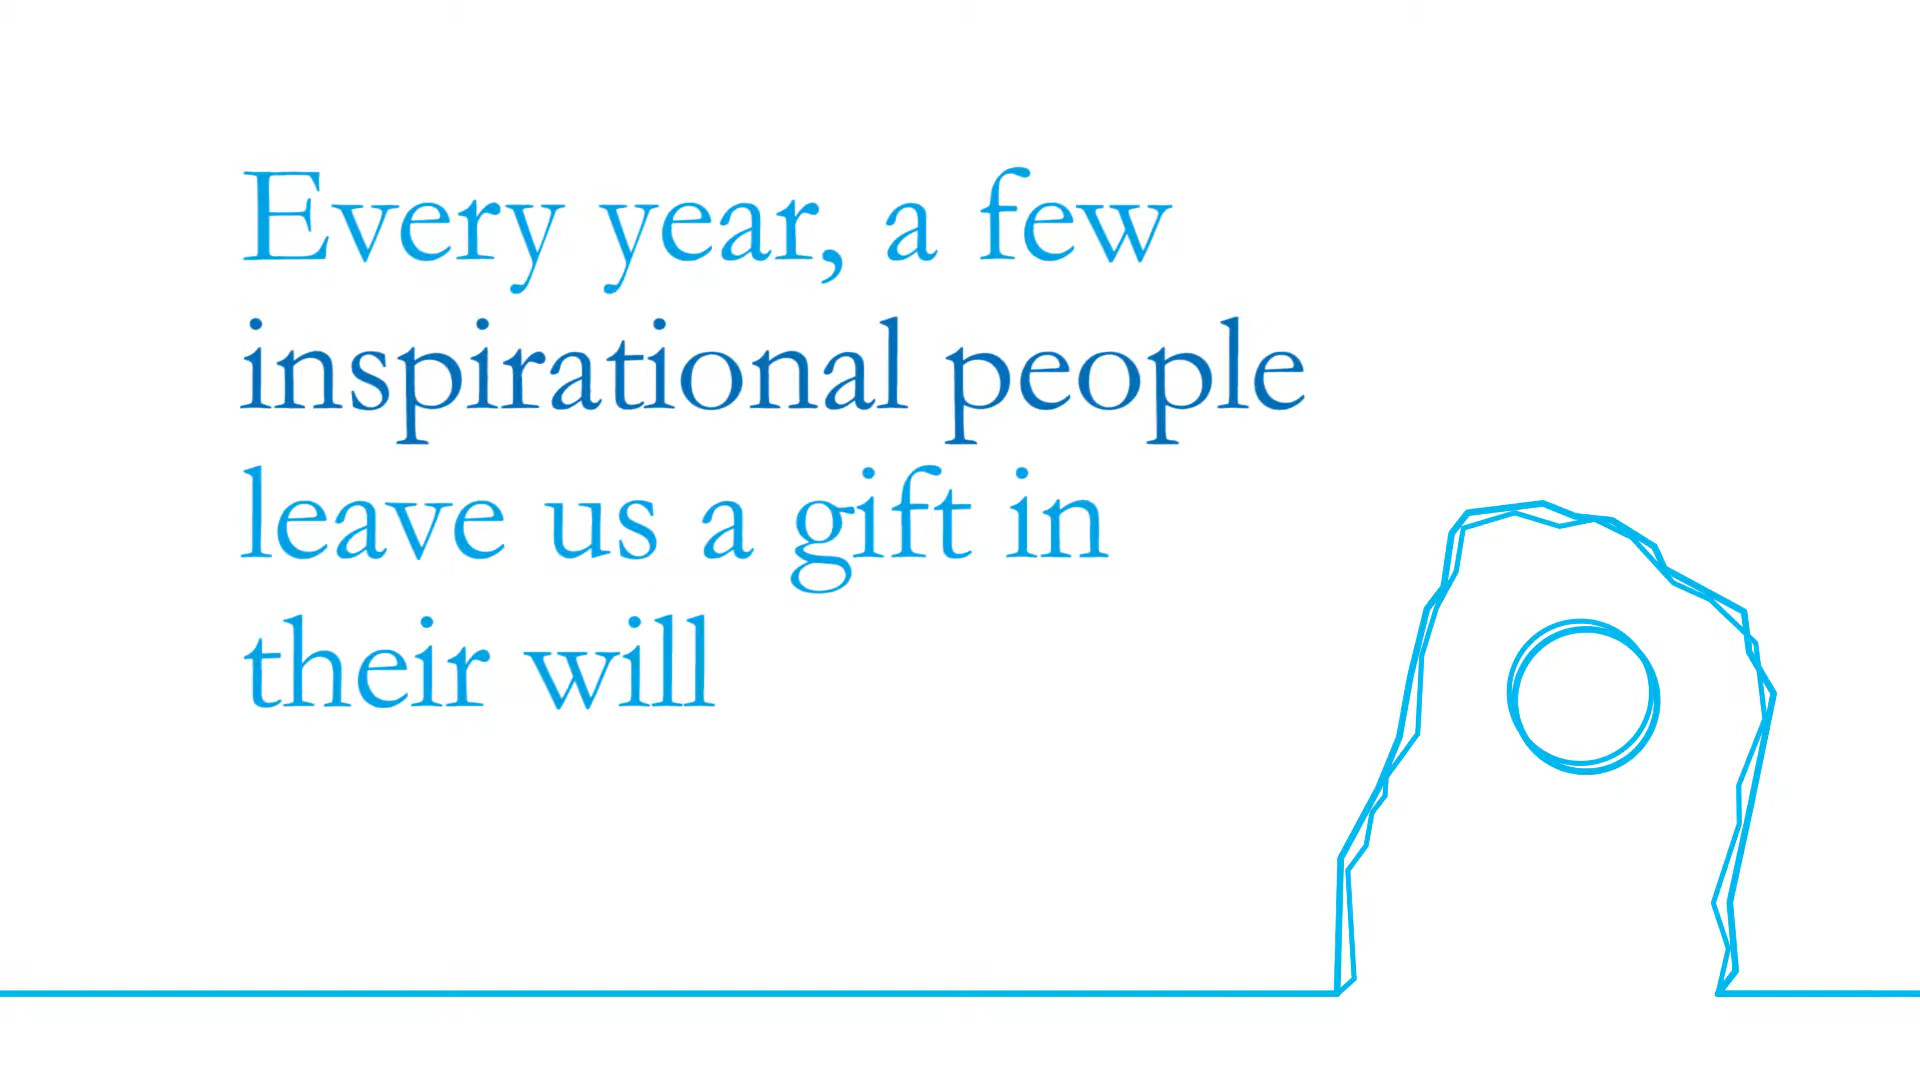 Every year, a few
inspirational people
leave us a gift in
their will